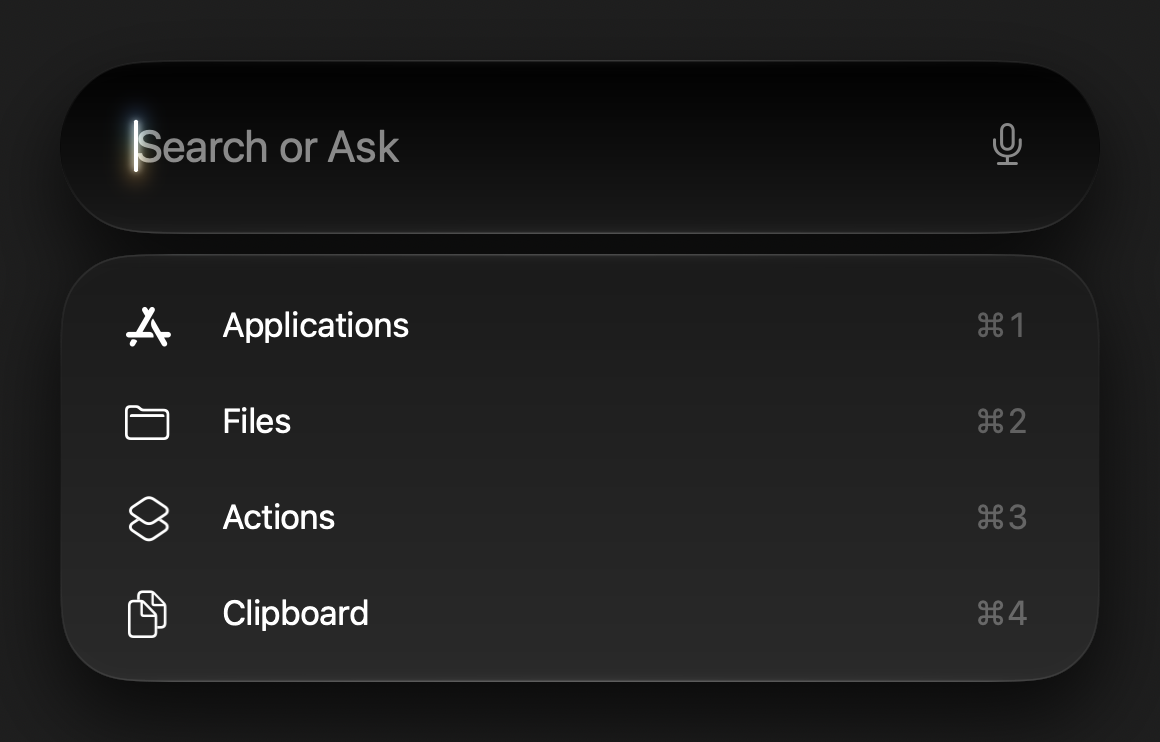 Search or Ask
Applications ⌘1
Files ⌘2
Actions ⌘3
Clipboard ⌘4